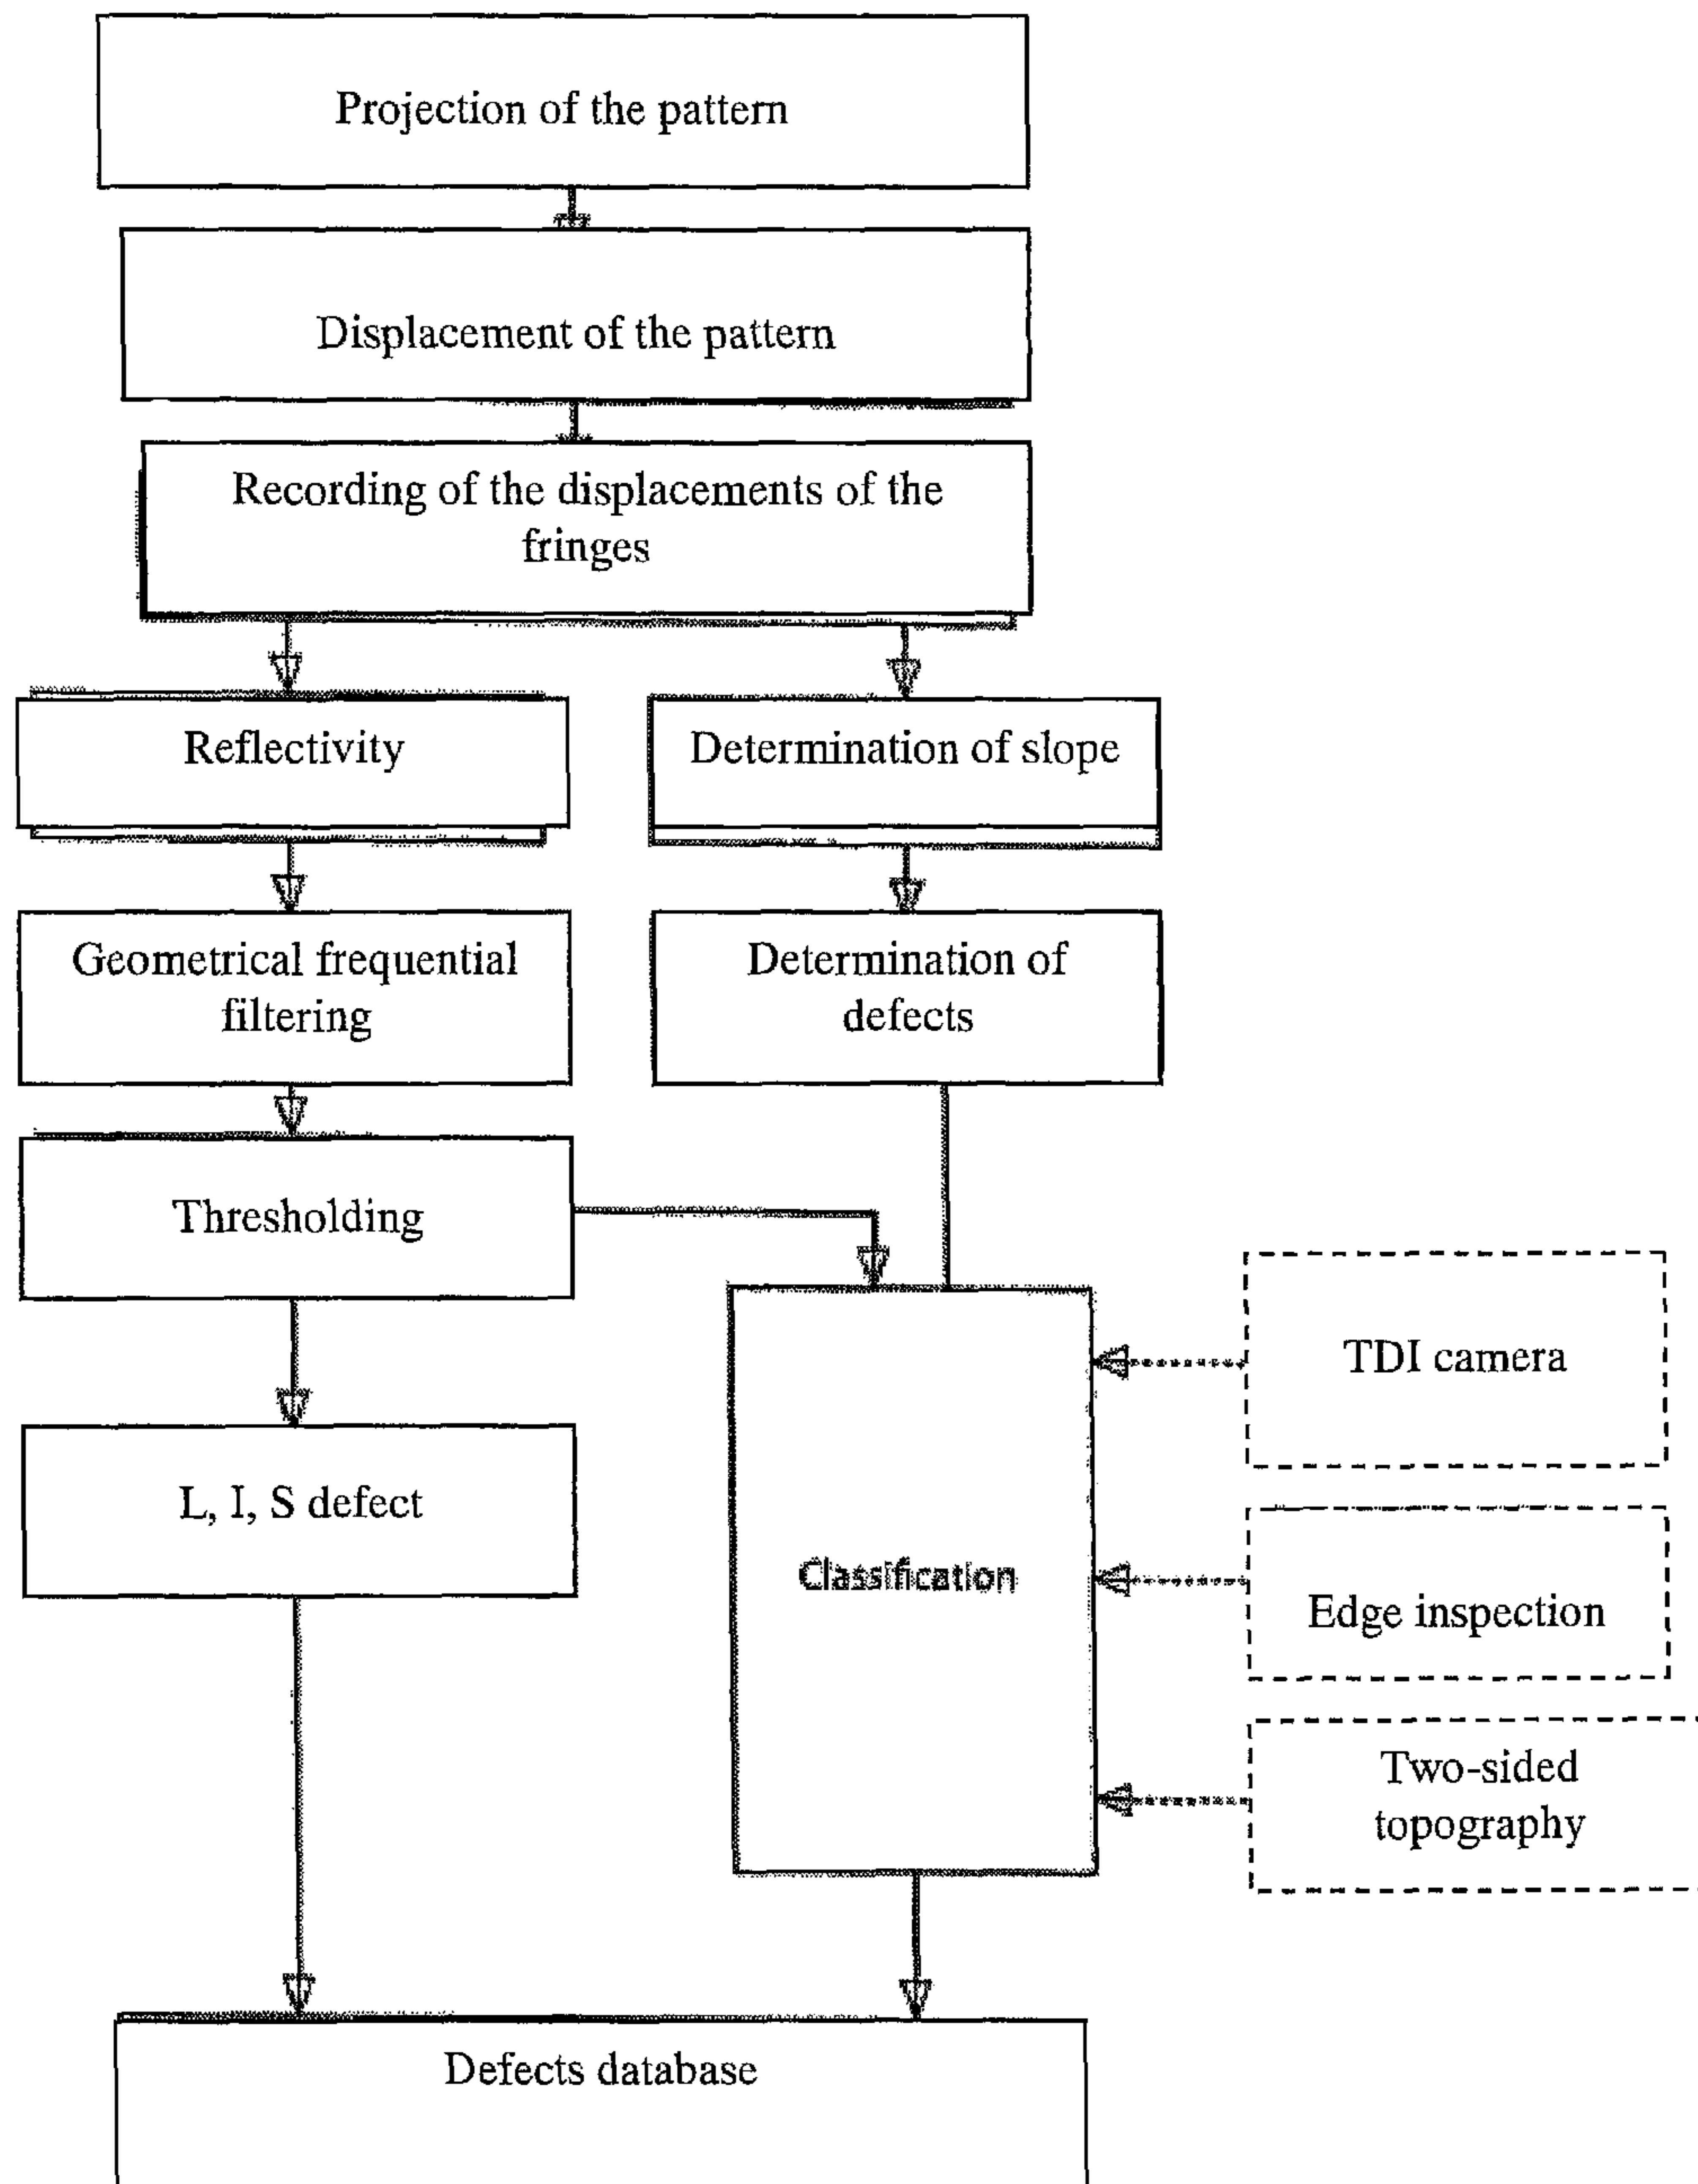 Projection of the pattern
Displacement of the pattern
Recording of the displacements of the
fringes
Reflectivity
Determination of slope
Geometrical frequential
filtering
Determination of
defects
Thresholding
TDI camera
L, I, S defect
Classification
Edge inspection
Two-sided
topography
Defects database